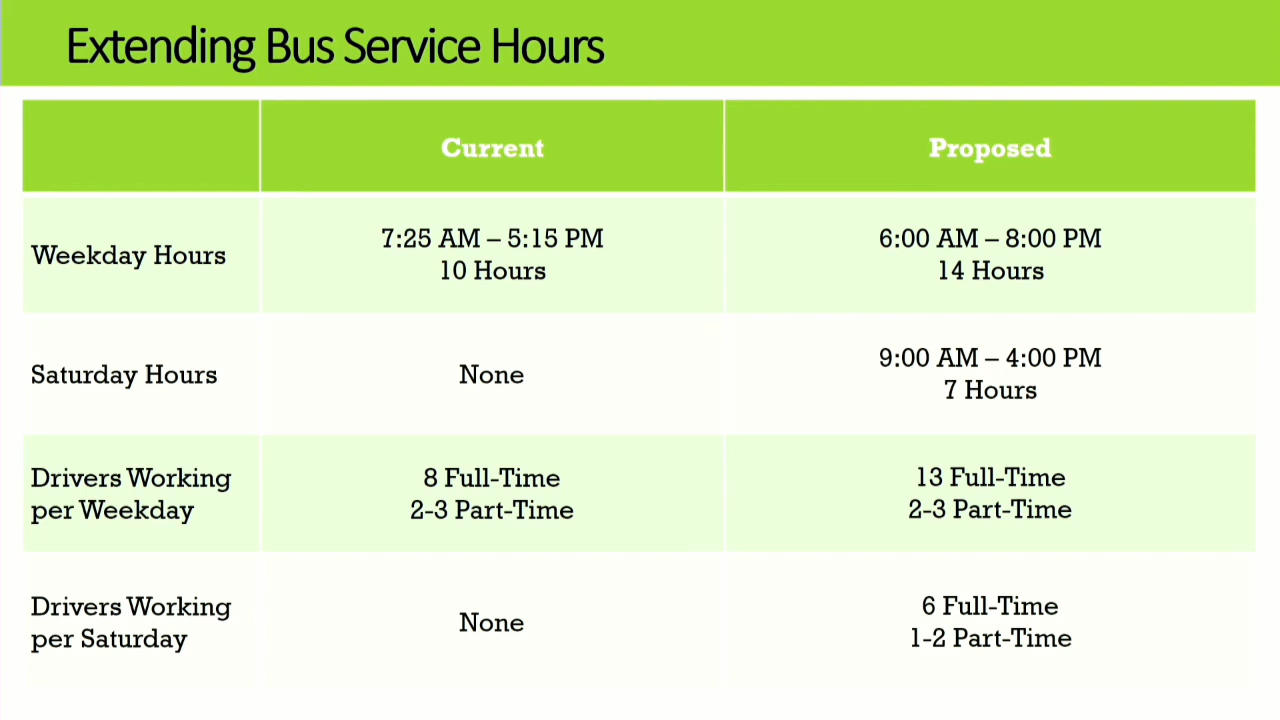 Extending Bus Service Hours
Current
Proposed
Weekday Hours
7:25 AM – 5:15 PM
10 Hours
6:00 AM – 8:00 PM
14 Hours
Saturday Hours
None
9:00 AM – 4:00 PM
7 Hours
Drivers Working
per Weekday
8 Full-Time
2-3 Part-Time
13 Full-Time
2-3 Part-Time
Drivers Working
per Saturday
None
6 Full-Time
1-2 Part-Time